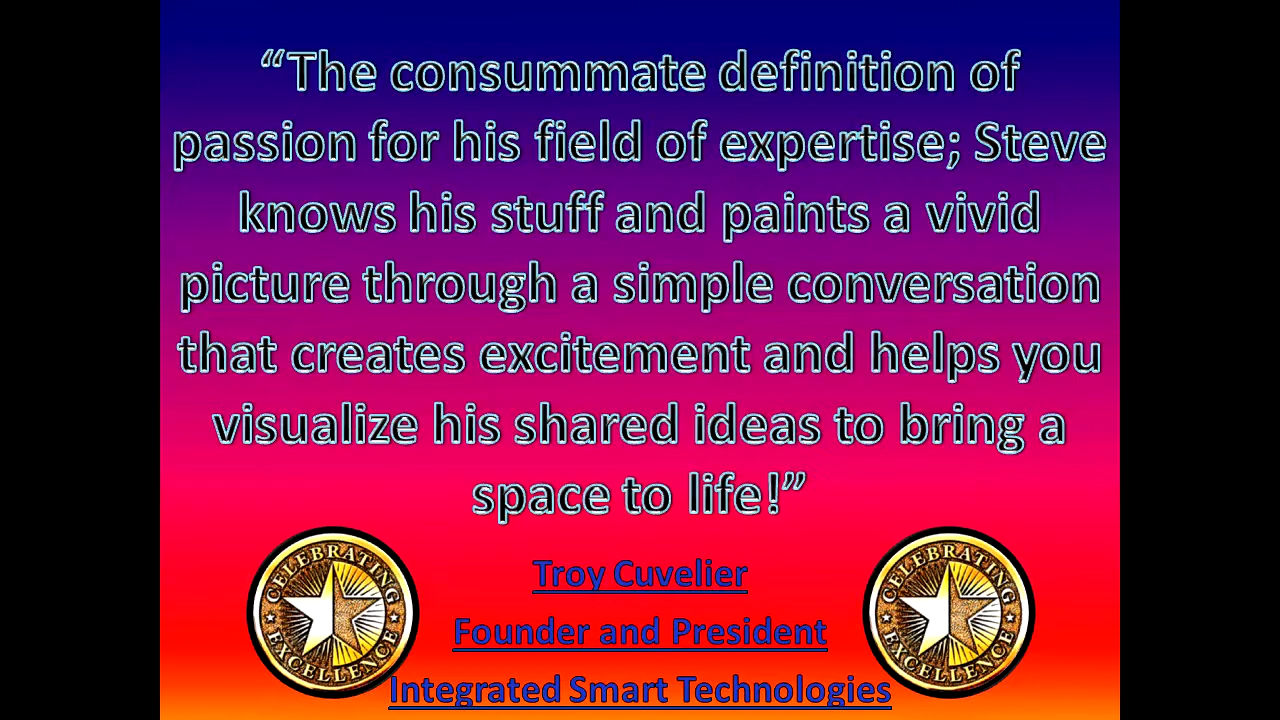 “The consummate definition of
passion for his field of expertise; Steve
knows his stuff and paints a vivid
picture through a simple conversation
that creates excitement and helps you
visualize his shared ideas to bring a
space to life!”
CELEBRATING
EXCELLENCE
CELEBRATING
EXCELLENCE
Troy Cuvelier
Founder and President
Integrated Smart Technologies